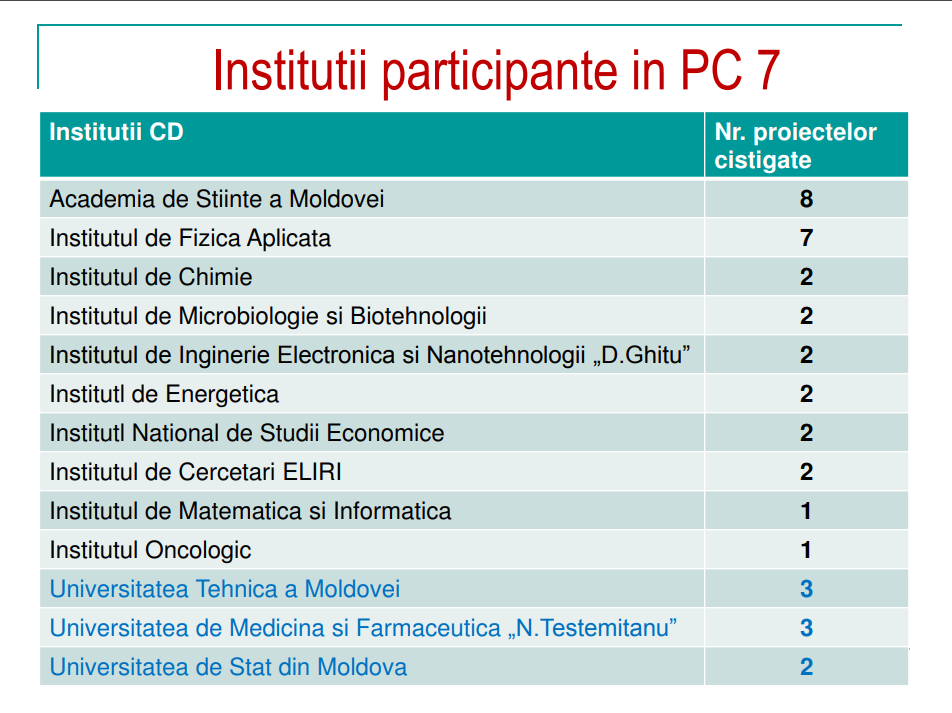 Institutii participante in PC 7
Institutii CD Nr. proiectelor
cistigate
Academia de Stiinte a Moldovei 8
Institutul de Fizica Aplicata 7
Institutul de Chimie 2
Institutul de Microbiologie si Biotehnologii 2
Institutul de Inginerie Electronica si Nanotehnologii „D.Ghitu” 2
Institutl de Energetica 2
Institutl National de Studii Economice 2
Institutul de Cercetari ELIRI 2
Institutul de Matematica si Informatica 1
Institutul Oncologic 1
Universitatea Tehnica a Moldovei 3
Universitatea de Medicina si Farmaceutica „N.Testemitanu” 3
Universitatea de Stat din Moldova 2